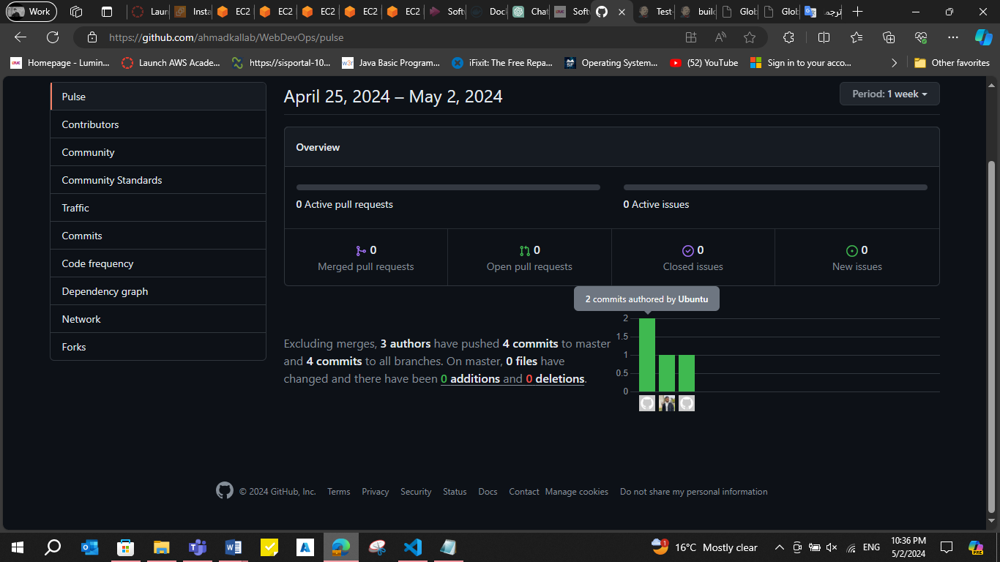 Work
Laun
Insta
EC2
EC2
EC2
EC2
EC2
Softw
Doc
Chat
Softw
Test-
build
Glob
Glob
ترجمة
https://github.com/ahmadkallab/WebDevOps/pulse
Homepage - Lumin...
Launch AWS Acade...
https://sisportal-10...
Java Basic Program...
iFixit: The Free Repa...
Operating System...
(52) YouTube
Sign in to your acco...
Other favorites
Pulse
Contributors
Community
Community Standards
Traffic
Commits
Code frequency
Dependency graph
Network
Forks
April 25, 2024 – May 2, 2024
Period: 1 week
Overview
0 Active pull requests
0 Active issues
0
Merged pull requests
0
Open pull requests
0
Closed issues
0
New issues
2 commits authored by Ubuntu
Excluding merges, 3 authors have pushed 4 commits to master
and 4 commits to all branches. On master, 0 files have
changed and there have been 0 additions and 0 deletions.
2
1.5
1
0.5
0
© 2024 GitHub, Inc.
Terms
Privacy
Security
Status
Docs
Contact
Manage cookies
Do not share my personal information
16°C Mostly clear
ENG
10:36 PM
5/2/2024